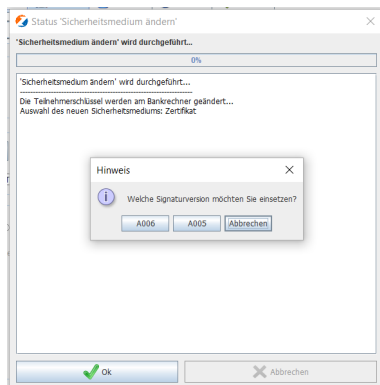 Status 'Sicherheitsmedium ändern'
'Sicherheitsmedium ändern' wird durchgeführt...
0%
'Sicherheitsmedium ändern' wird durchgeführt...
Die Teilnehmerschlüssel werden am Bankrechner geändert...
Auswahl des neuen Sicherheitsmediums: Zertifikat
Hinweis
Welche Signaturversion möchten Sie einsetzen?
A006 A005 Abbrechen
Ok Abbrechen